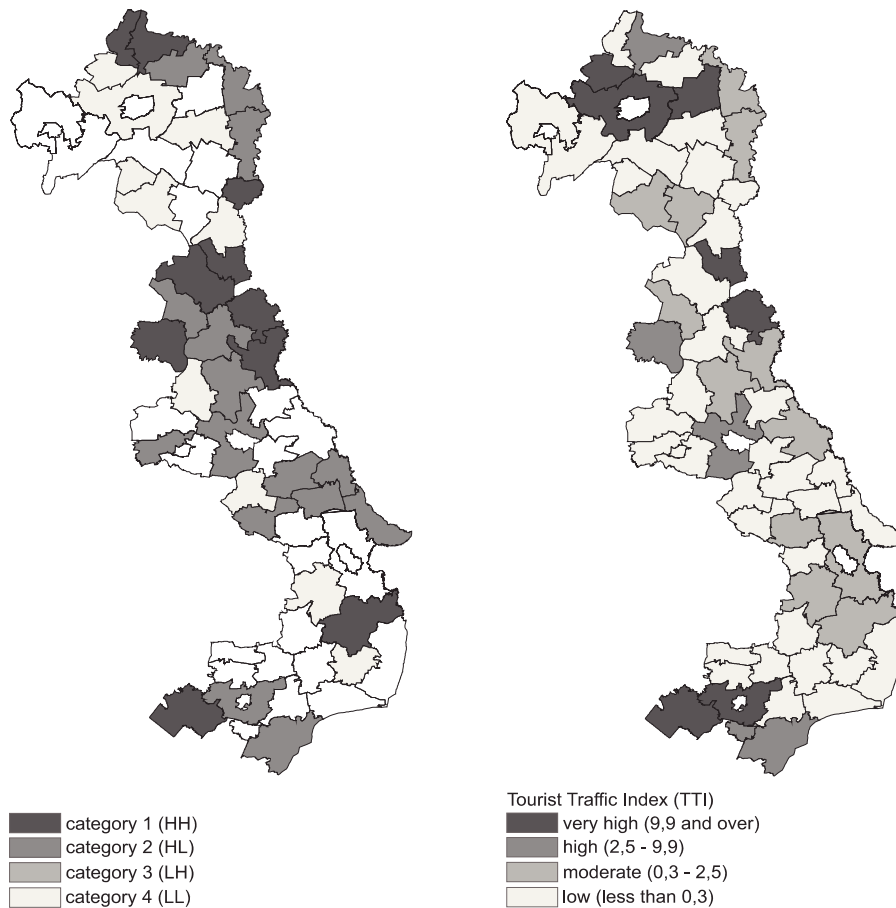 category 1 (HH)
category 2 (HL)
category 3 (LH)
category 4 (LL)
Tourist Traffic Index (TTI)
very high (9,9 and over)
high (2,5 - 9,9)
moderate (0,3 - 2,5)
low (less than 0,3)